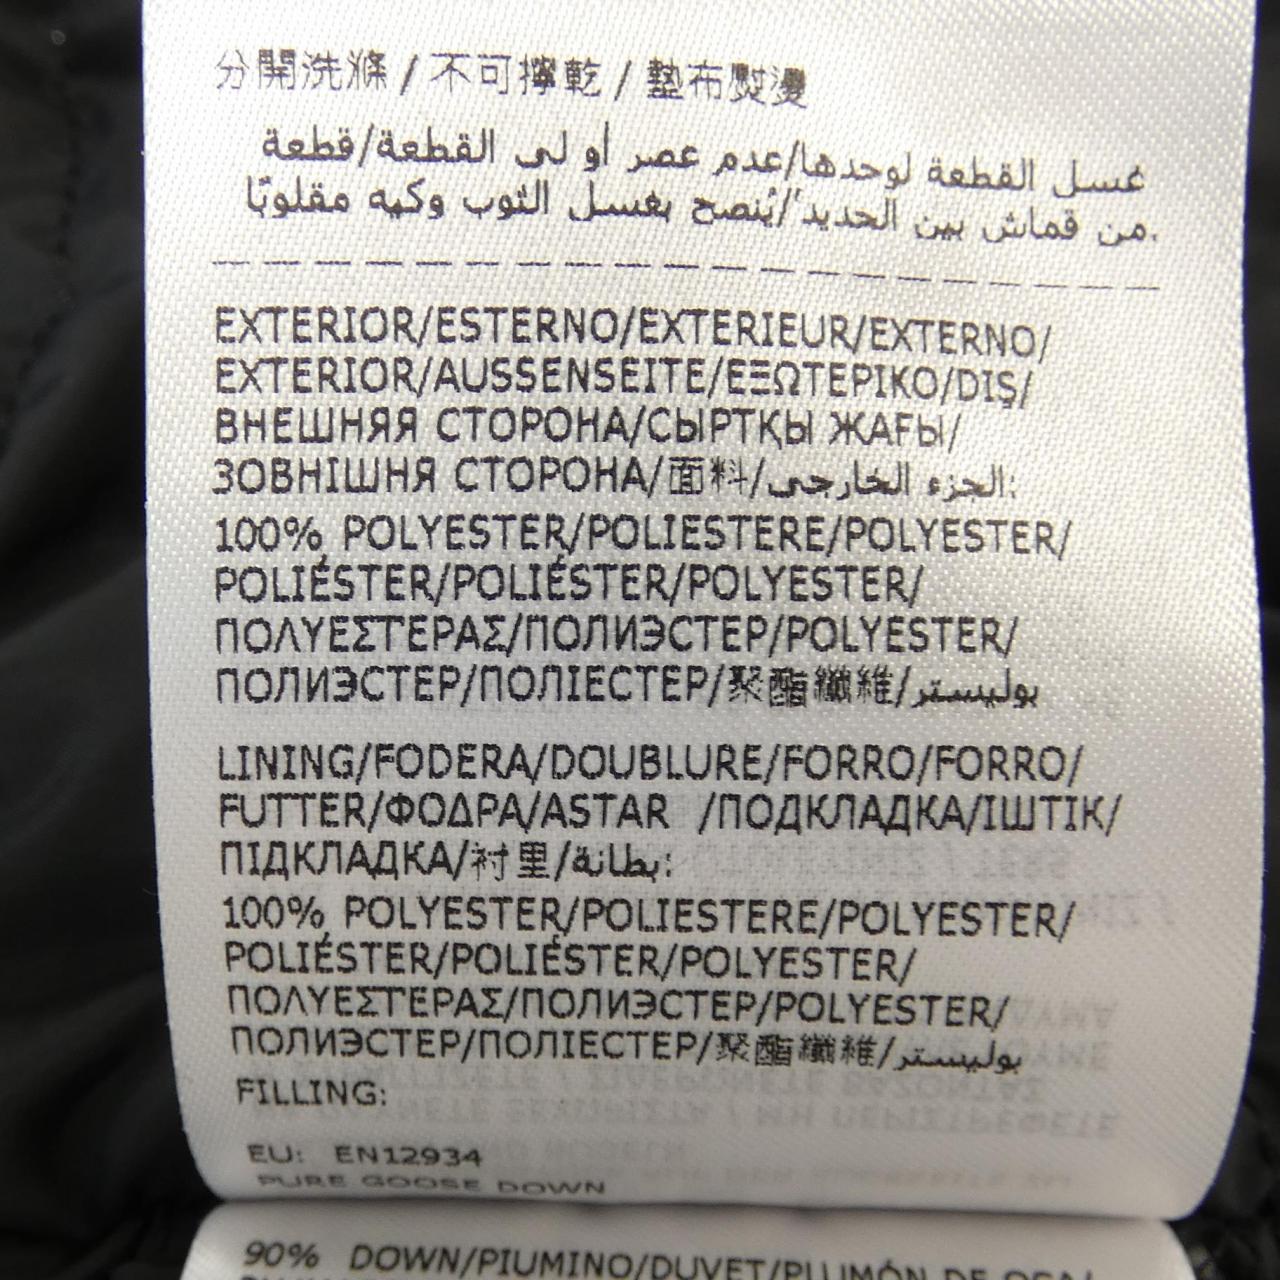 分開洗滌 / 不可擰乾 / 墊布熨燙
غسل القطعة لوحدها/عدم عصر أو لى القطعة/قطعة
من قماش بين الحديد/يُنصح بغسل الثوب وكيه مقلوبًا.
EXTERIOR/ESTERNO/EXTERIEUR/EXTERNO/
EXTERIOR/AUSSENSEITE/ΕΞΩΤΕΡΙΚΟ/DIŞ/
ВНЕШНЯЯ СТОРОНА/СЫРТҚЫ ЖАҒЫ/
ЗОВНІШНЯ СТОРОНА/面料/الجزء الخارجى:
100% POLYESTER/POLIESTERE/POLYESTER/
POLIÉSTER/POLIÉSTER/POLYESTER/
ΠΟΛΥΕΣΤΕΡΑΣ/ПОЛИЭСТЕР/POLYESTER/
ПОЛИЭСТЕР/ПОЛІЕСТЕР/聚酯纖維/بوليستر
LINING/FODERA/DOUBLURE/FORRO/FORRO/
FUTTER/ΦΟΔΡΑ/ASTAR /ПОДКЛАДКА/ІШТІК/
ПІДКЛАДКА/衬里/بطانة:
100% POLYESTER/POLIESTERE/POLYESTER/
POLIÉSTER/POLIÉSTER/POLYESTER/
ΠΟΛΥΕΣΤΕΡΑΣ/ПОЛИЭСТЕР/POLYESTER/
ПОЛИЭСТЕР/ПОЛІЕСТЕР/聚酯纖維/بوليستر
FILLING:
EU: EN12934
PURE GOOSE DOWN
90% DOWN/PIUMINO/DUVET/PLUMÓN DE OCA/